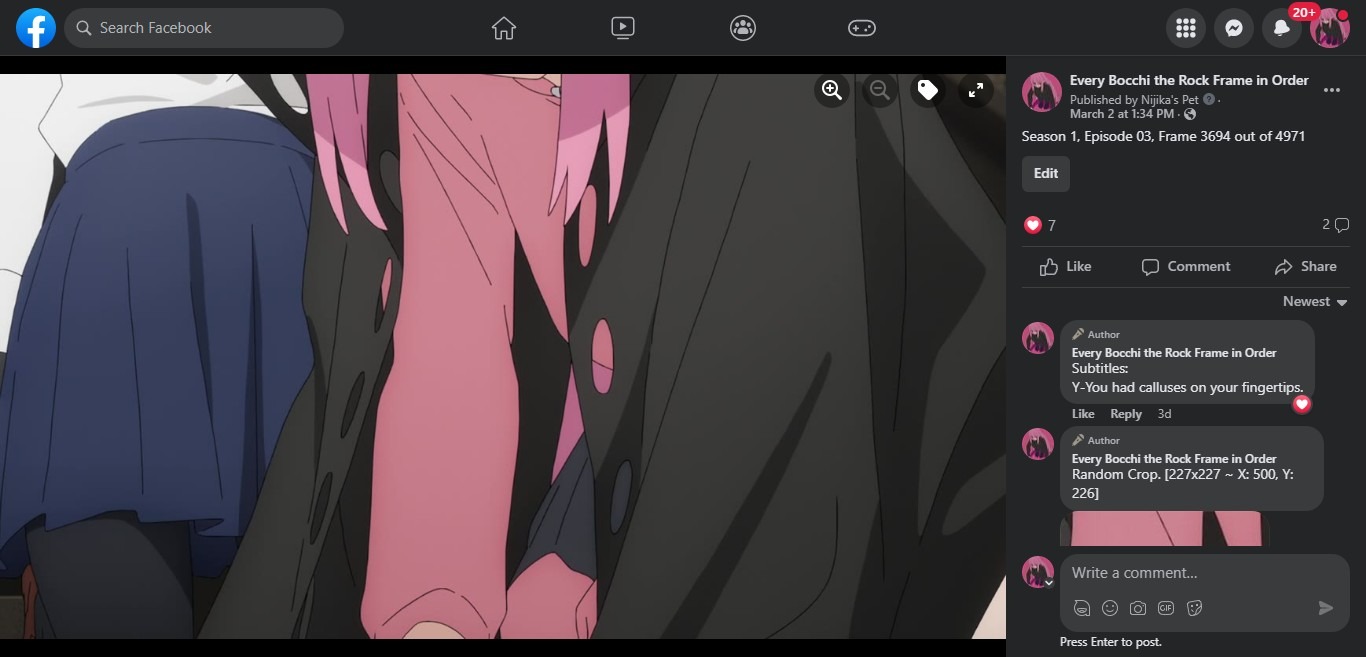 Search Facebook
20+
Every Bocchi the Rock Frame in Order
Published by Nijika's Pet ·
March 2 at 1:34 PM ·
Season 1, Episode 03, Frame 3694 out of 4971
Edit
7
2
Like Comment Share
Newest
Author
Every Bocchi the Rock Frame in Order
Subtitles:
Y-You had calluses on your fingertips.
Like Reply 3d
Author
Every Bocchi the Rock Frame in Order
Random Crop. [227x227 ~ X: 500, Y:
226]
Write a comment...
GIF
Press Enter to post.